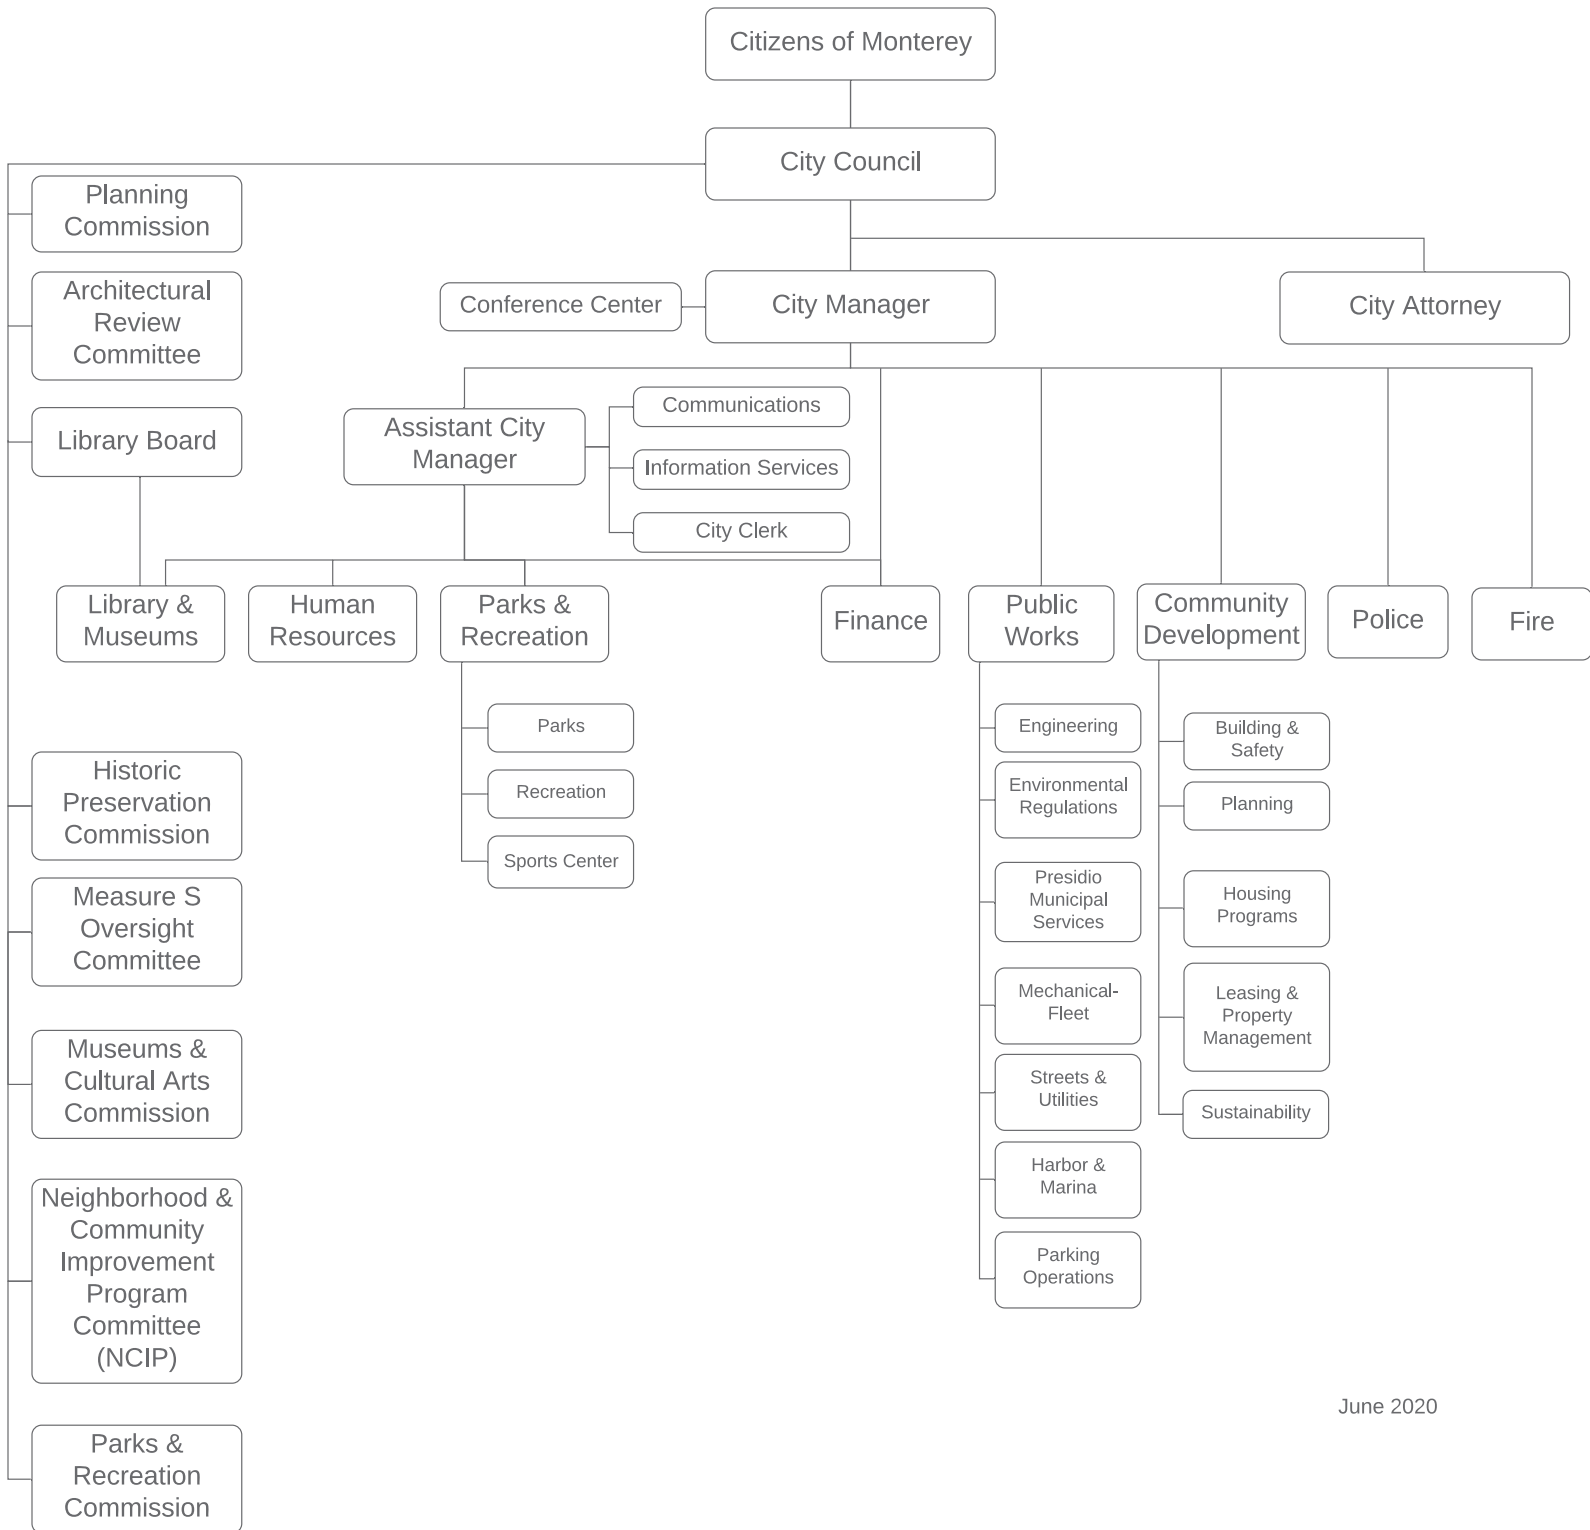 Citizens of Monterey
City Council
Planning
Commission
Architectural
Review
Committee
Conference Center
City Manager
City Attorney
Library Board
Assistant City
Manager
Communications
Information Services
City Clerk
Library &
Museums
Human
Resources
Parks &
Recreation
Finance
Public
Works
Community
Development
Police
Fire
Parks
Recreation
Sports Center
Engineering
Environmental
Regulations
Presidio
Municipal
Services
Mechanical-
Fleet
Streets &
Utilities
Harbor &
Marina
Parking
Operations
Building &
Safety
Planning
Housing
Programs
Leasing &
Property
Management
Sustainability
Historic
Preservation
Commission
Measure S
Oversight
Committee
Museums &
Cultural Arts
Commission
Neighborhood &
Community
Improvement
Program
Committee
(NCIP)
Parks &
Recreation
Commission
June 2020